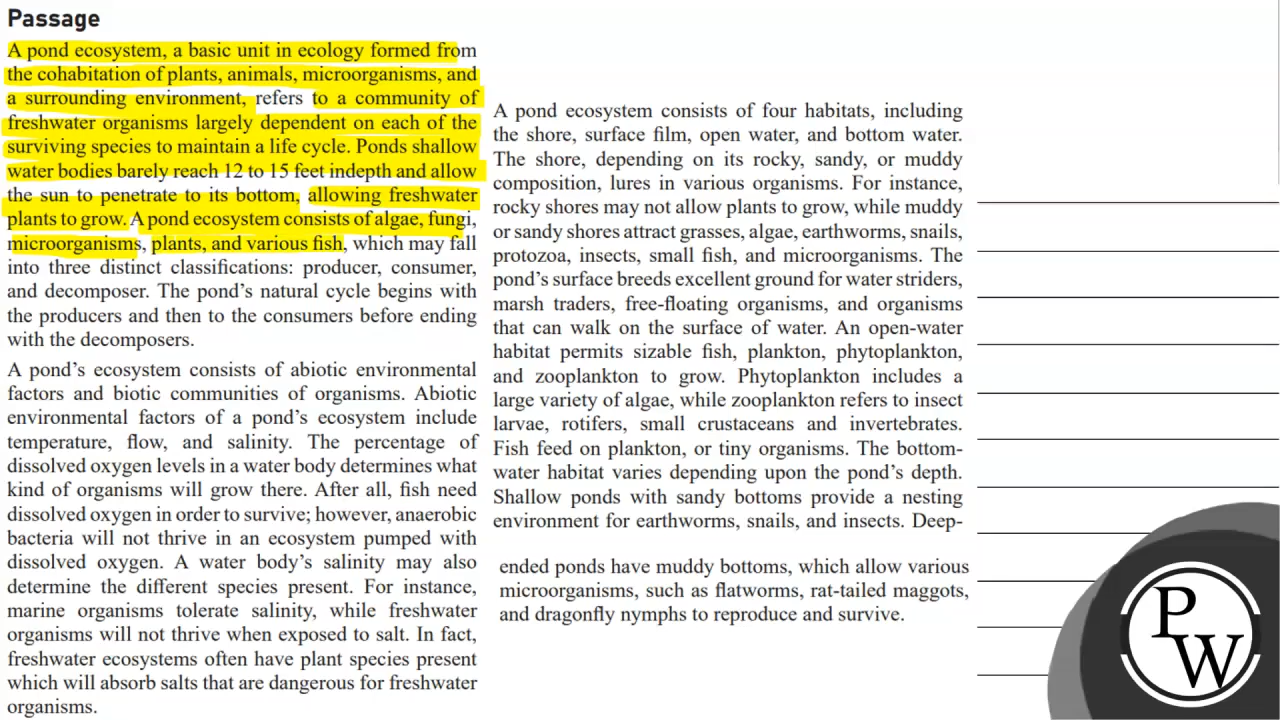 Passage
A pond ecosystem, a basic unit in ecology formed from
the cohabitation of plants, animals, microorganisms, and
a surrounding environment, refers to a community of
freshwater organisms largely dependent on each of the
surviving species to maintain a life cycle. Ponds shallow
water bodies barely reach 12 to 15 feet indepth and allow
the sun to penetrate to its bottom, allowing freshwater
plants to grow. A pond ecosystem consists of algae, fungi,
microorganisms, plants, and various fish, which may fall
into three distinct classifications: producer, consumer,
and decomposer. The pond's natural cycle begins with
the producers and then to the consumers before ending
with the decomposers.
A pond's ecosystem consists of abiotic environmental
factors and biotic communities of organisms. Abiotic
environmental factors of a pond's ecosystem include
temperature, flow, and salinity. The percentage of
dissolved oxygen levels in a water body determines what
kind of organisms will grow there. After all, fish need
dissolved oxygen in order to survive; however, anaerobic
bacteria will not thrive in an ecosystem pumped with
dissolved oxygen. A water body's salinity may also
determine the different species present. For instance,
marine organisms tolerate salinity, while freshwater
organisms will not thrive when exposed to salt. In fact,
freshwater ecosystems often have plant species present
which will absorb salts that are dangerous for freshwater
organisms.
A pond ecosystem consists of four habitats, including
the shore, surface film, open water, and bottom water.
The shore, depending on its rocky, sandy, or muddy
composition, lures in various organisms. For instance,
rocky shores may not allow plants to grow, while muddy
or sandy shores attract grasses, algae, earthworms, snails,
protozoa, insects, small fish, and microorganisms. The
pond's surface breeds excellent ground for water striders,
marsh traders, free-floating organisms, and organisms
that can walk on the surface of water. An open-water
habitat permits sizable fish, plankton, phytoplankton,
and zooplankton to grow. Phytoplankton includes a
large variety of algae, while zooplankton refers to insect
larvae, rotifers, small crustaceans and invertebrates.
Fish feed on plankton, or tiny organisms. The bottom-
water habitat varies depending upon the pond's depth.
Shallow ponds with sandy bottoms provide a nesting
environment for earthworms, snails, and insects. Deep-
ended ponds have muddy bottoms, which allow various
microorganisms, such as flatworms, rat-tailed maggots,
and dragonfly nymphs to reproduce and survive.
P
W